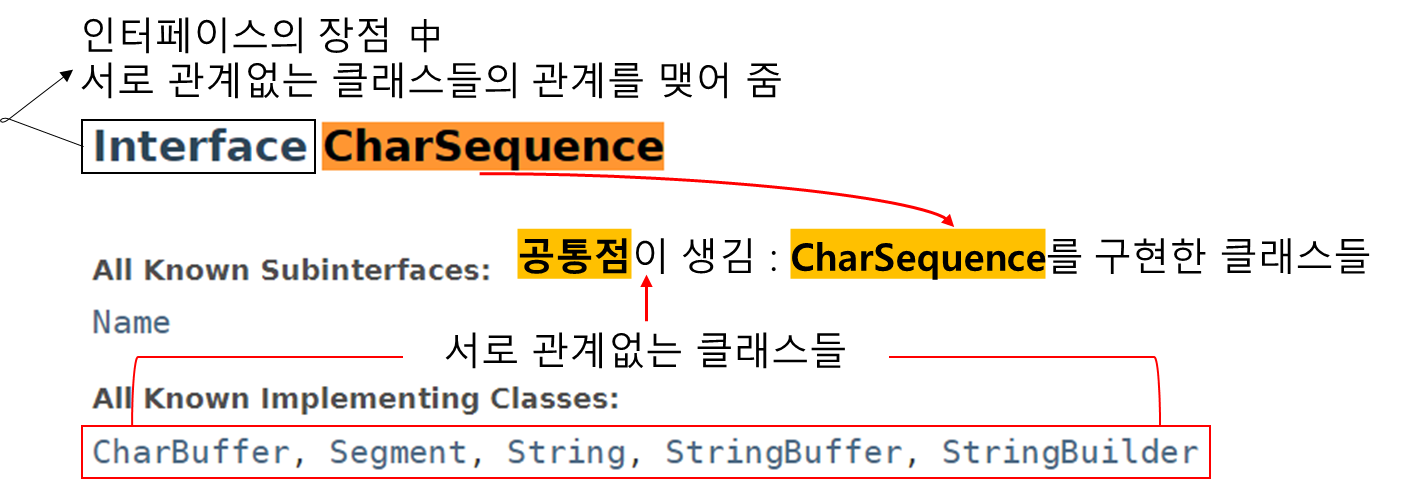 인터페이스의 장점 中
서로 관계없는 클래스들의 관계를 맺어 줌
Interface CharSequence
공통점이 생김 : CharSequence를 구현한 클래스들
All Known Subinterfaces:
Name
서로 관계없는 클래스들
All Known Implementing Classes:
CharBuffer, Segment, String, StringBuffer, StringBuilder